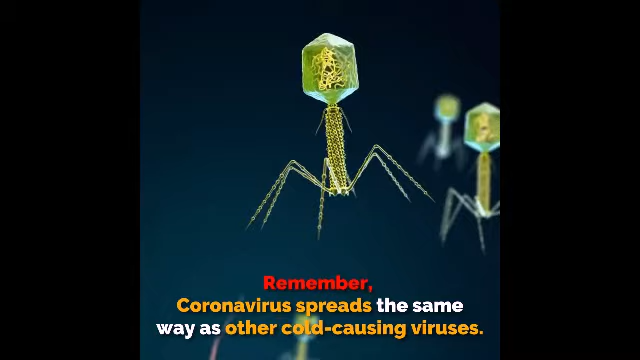 Remember,
Coronavirus spreads the same
way as other cold-causing viruses.